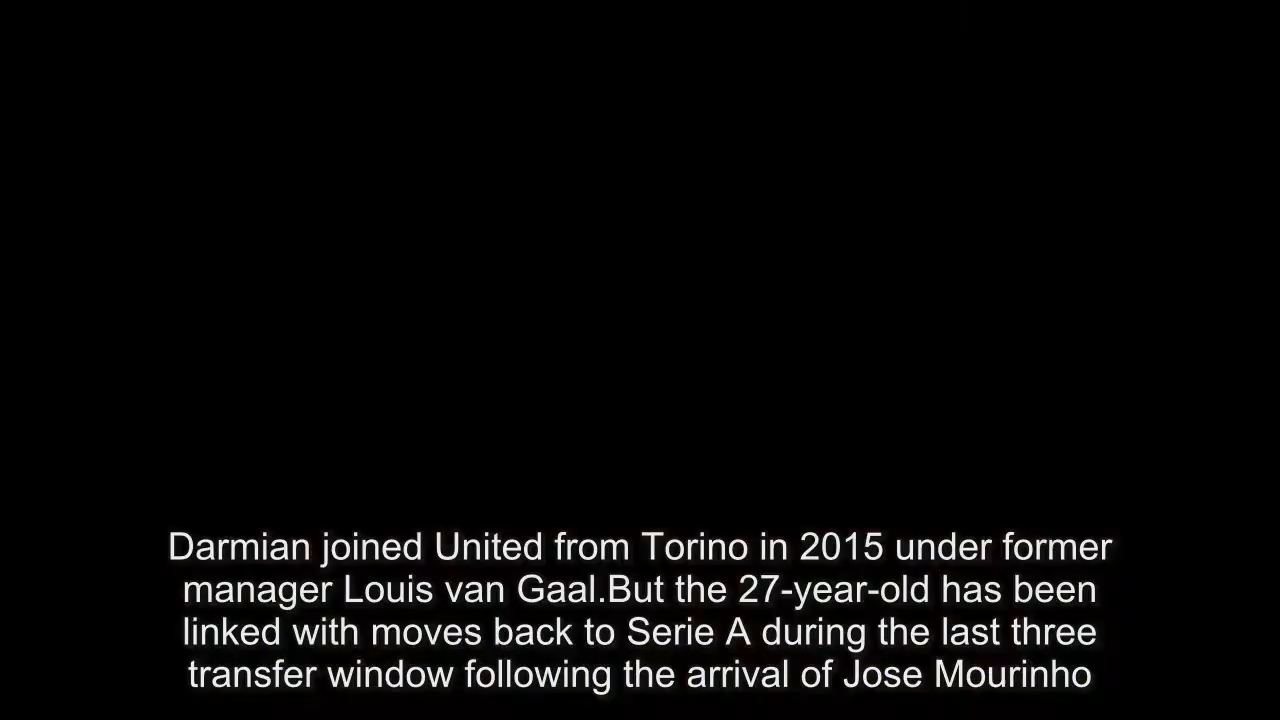 Darmian joined United from Torino in 2015 under former
manager Louis van Gaal.But the 27-year-old has been
linked with moves back to Serie A during the last three
transfer window following the arrival of Jose Mourinho